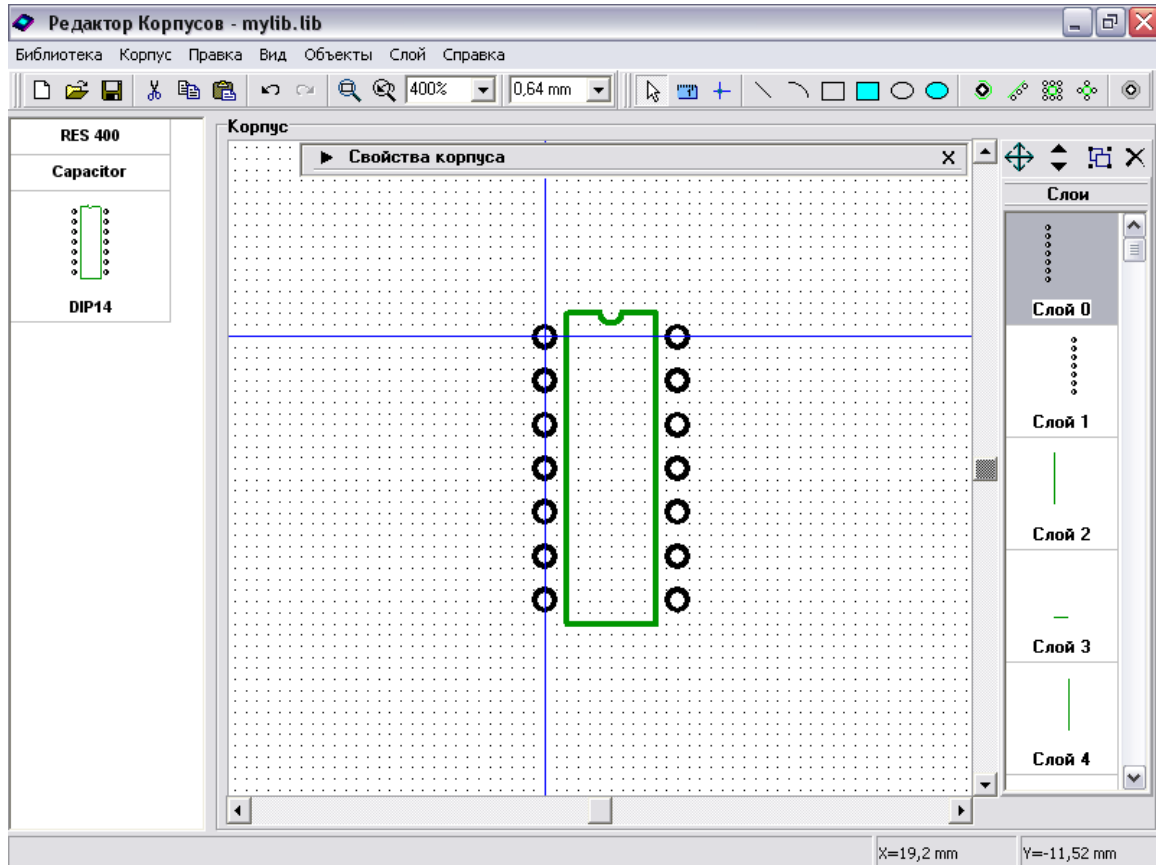 Редактор Корпусов - mylib.lib
Библиотека Корпус Правка Вид Объекты Слой Справка
400% 0,64 mm
RES 400
Capacitor
DIP14
Корпус
Свойства корпуса X
Слои
Слой 0
Слой 1
Слой 2
Слой 3
Слой 4
X=19,2 mm Y=-11,52 mm